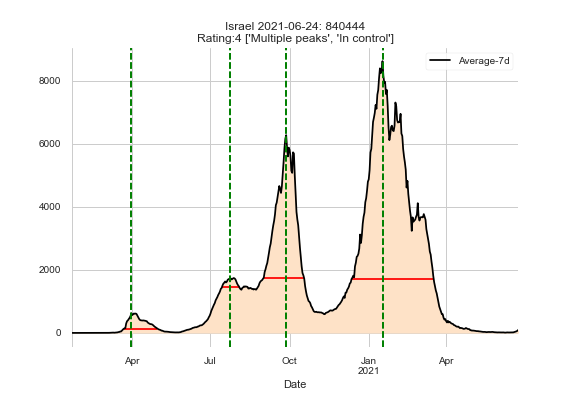 Israel 2021-06-24: 840444
Rating:4 ['Multiple peaks', 'In control']
Average-7d
8000
6000
4000
2000
0
Apr
Jul
Oct
Jan
2021
Apr
Date